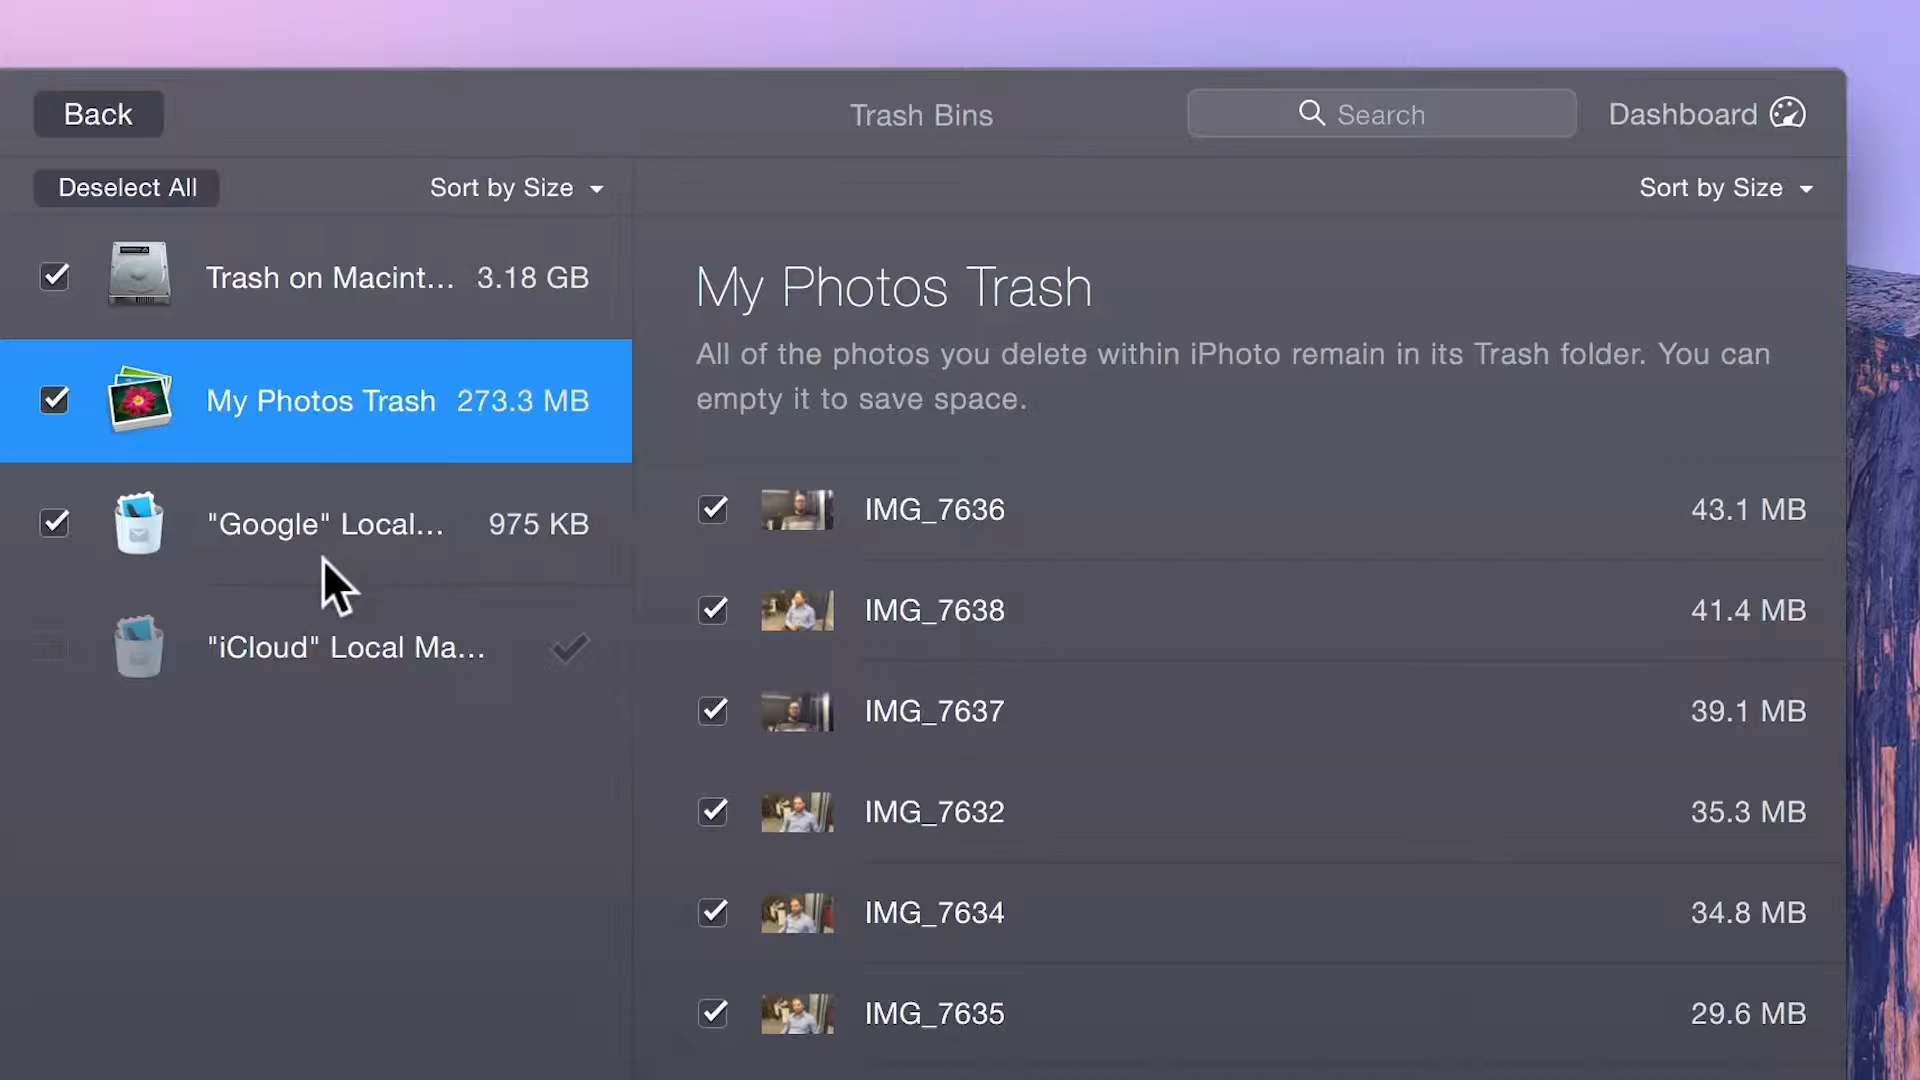 Back
Trash Bins
Search
Dashboard
Deselect All
Sort by Size
Sort by Size
Trash on Macint... 3.18 GB
My Photos Trash 273.3 MB
"Google" Local... 975 KB
"iCloud" Local Ma...
My Photos Trash
All of the photos you delete within iPhoto remain in its Trash folder. You can
empty it to save space.
IMG_7636 43.1 MB
IMG_7638 41.4 MB
IMG_7637 39.1 MB
IMG_7632 35.3 MB
IMG_7634 34.8 MB
IMG_7635 29.6 MB